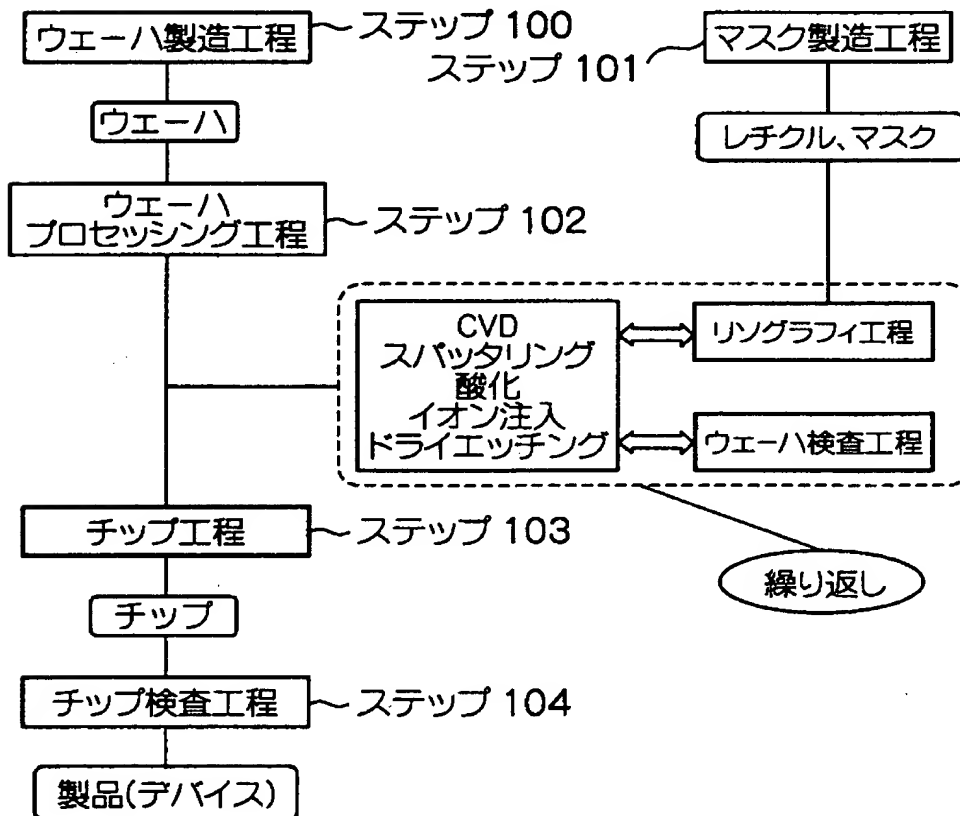 ウェーハ製造工程
ステップ 100
ステップ 101
マスク製造工程
ウェーハ
レチクル、マスク
ウェーハ
プロセッシング工程
ステップ 102
CVD
スパッタリング
酸化
イオン注入
ドライエッチング
リソグラフィ工程
ウェーハ検査工程
チップ工程
ステップ 103
繰り返し
チップ
チップ検査工程
ステップ 104
製品(デバイス)